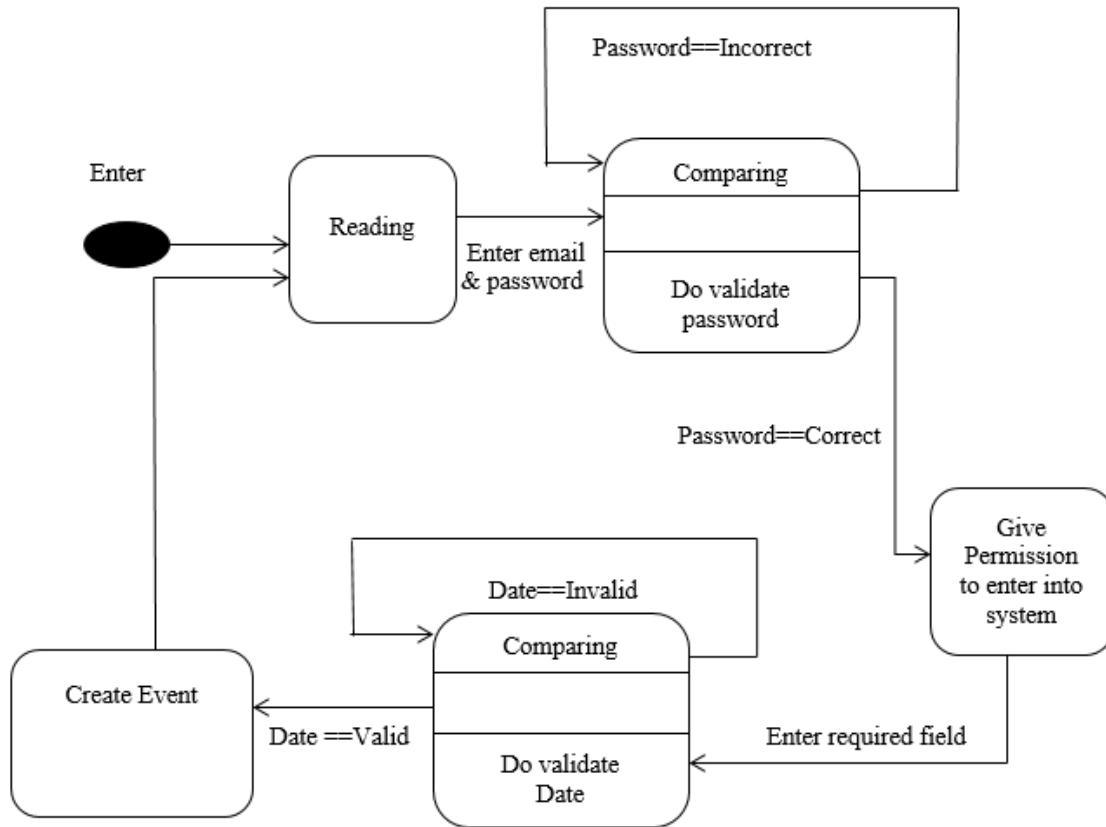 Password==Incorrect
Enter
Comparing
Reading
Enter email
& password
Do validate
password
Password==Correct
Give
Permission
to enter into
system
Date==Invalid
Comparing
Create Event
Date ==Valid
Enter required field
Do validate
Date